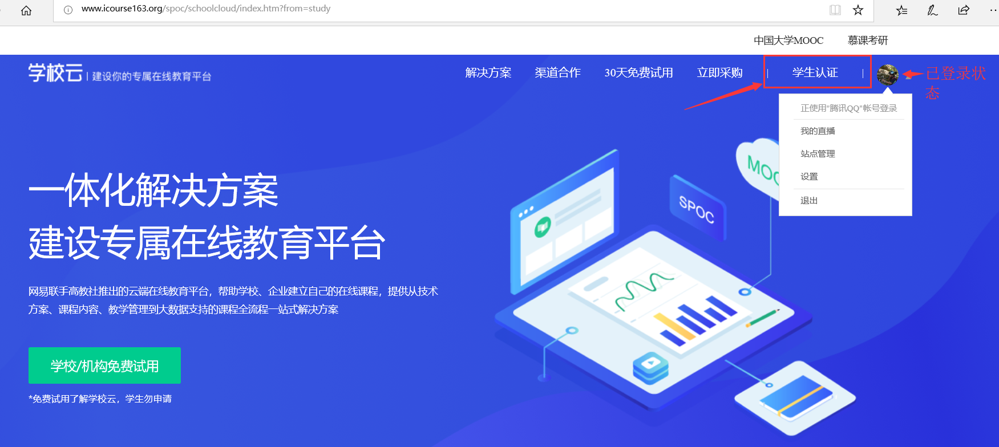 www.icourse163.org/spoc/schoolcloud/index.htm?from=study
中国大学MOOC 慕课考研
学校云 | 建设你的专属在线教育平台 解决方案 渠道合作 30天免费试用 立即采购 | 学生认证 | 已登录状
态
正使用"腾讯QQ"帐号登录
我的直播
站点管理
设置
退出
MOO
SPOC
一体化解决方案
建设专属在线教育平台
网易联手高教社推出的云端在线教育平台，帮助学校、企业建立自己的在线课程，提供从技术
方案、课程内容、教学管理到大数据支持的课程全流程一站式解决方案
学校/机构免费试用
*免费试用了解学校云，学生勿申请